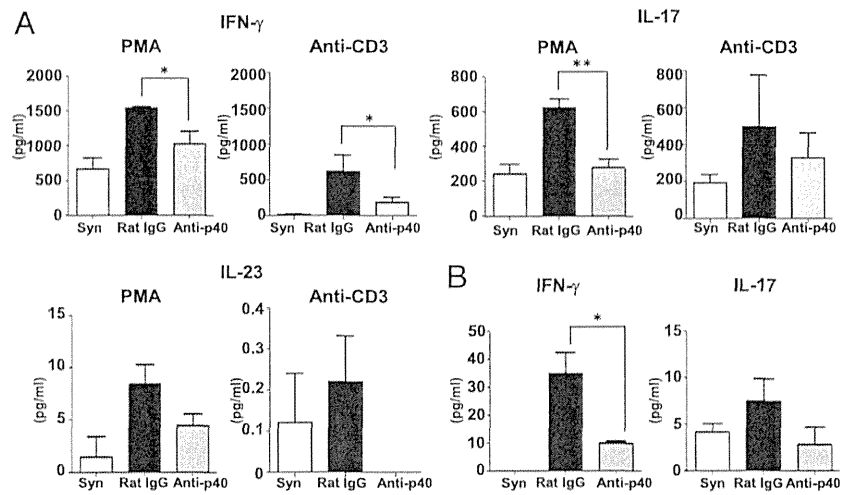 A
IFN-γ
IL-17
PMA
Anti-CD3
PMA
Anti-CD3
(pg/ml)
2000
1500
1000
500
0
*
Syn Rat IgG Anti-p40
(pg/ml)
2000
1500
1000
500
0
*
Syn Rat IgG Anti-p40
(pg/ml)
800
600
400
200
0
**
Syn Rat IgG Anti-p40
(pg/ml)
800
600
400
200
0
Syn Rat IgG Anti-p40
IL-23
PMA
Anti-CD3
(pg/ml)
15
10
5
0
Syn Rat IgG Anti-p40
(pg/ml)
0.4
0.3
0.2
0.1
0
Syn Rat IgG Anti-p40
B
IFN-γ
IL-17
(pg/ml)
50
40
30
20
10
0
*
Syn Rat IgG Anti-p40
(pg/ml)
15
10
5
0
Syn Rat IgG Anti-p40